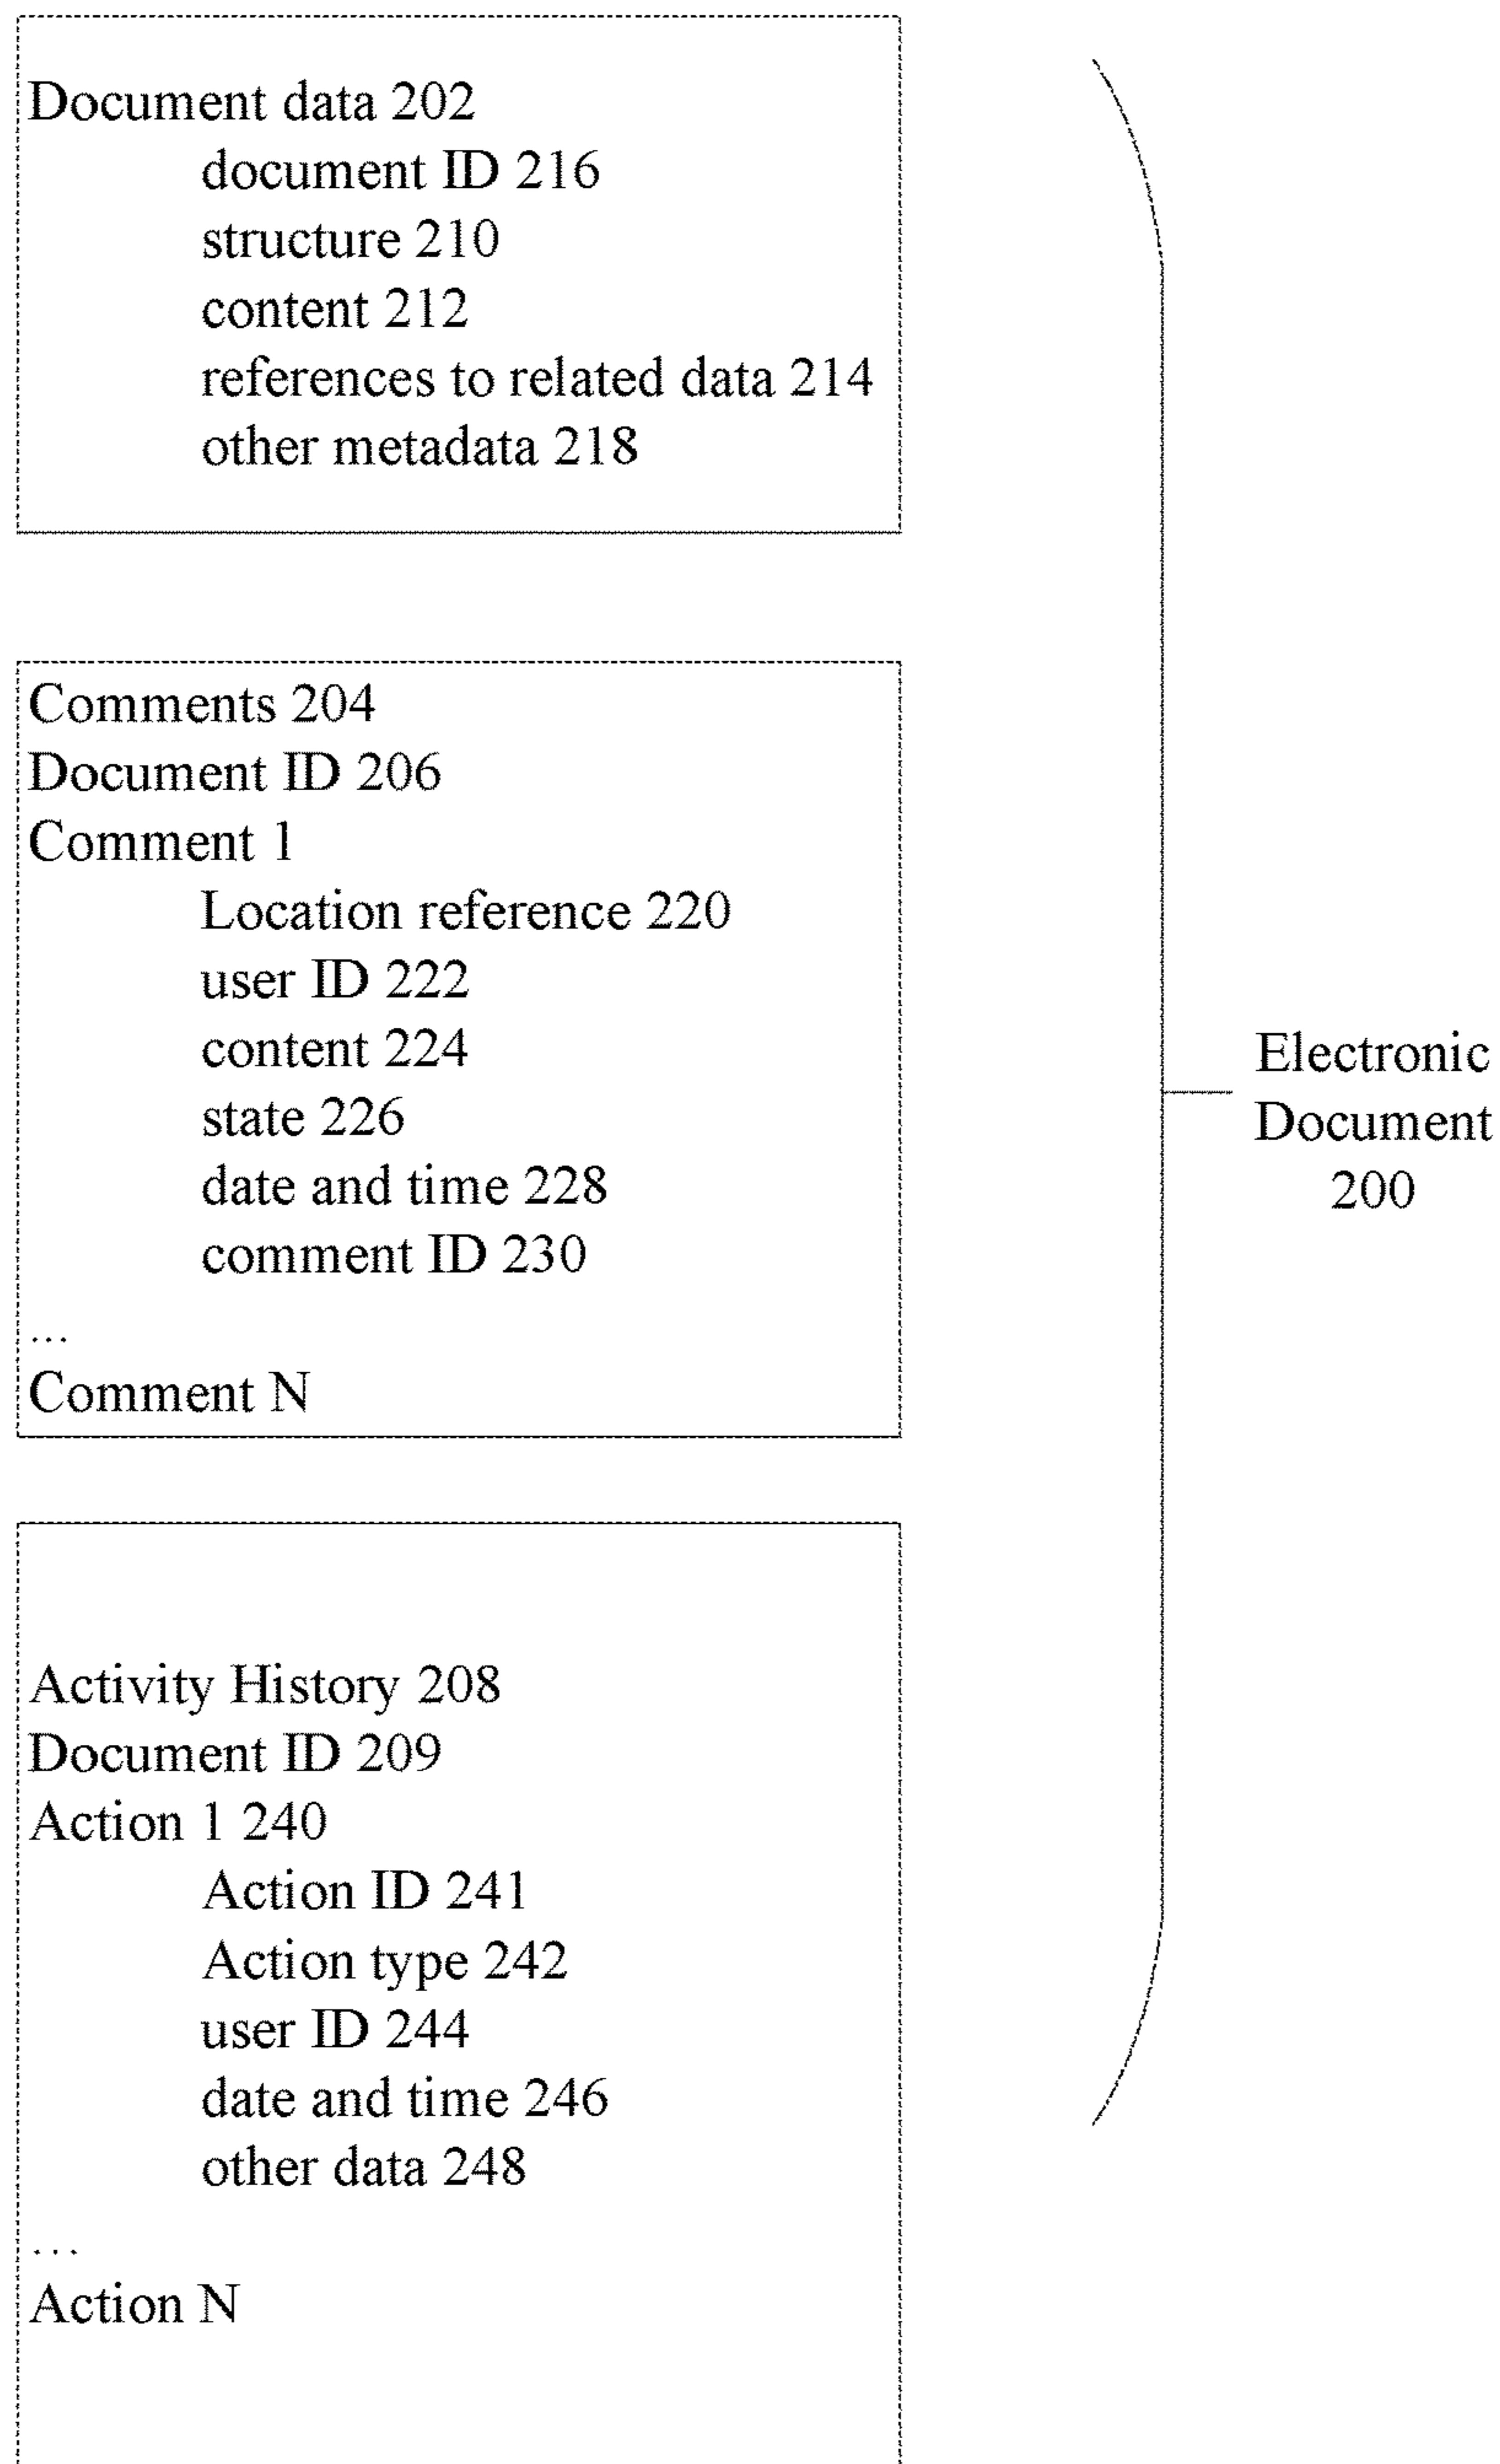 Document data 202
document ID 216
structure 210
content 212
references to related data 214
other metadata 218
Comments 204
Document ID 206
Comment 1
Location reference 220
user ID 222
content 224
state 226
date and time 228
comment ID 230
...
Comment N
Activity History 208
Document ID 209
Action 1 240
Action ID 241
Action type 242
user ID 244
date and time 246
other data 248
...
Action N
Electronic
Document
200